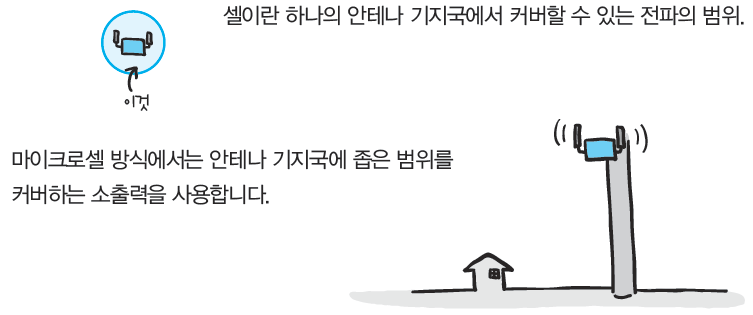 셀이란 하나의 안테나 기지국에서 커버할 수 있는 전파의 범위.
이것
마이크로셀 방식에서는 안테나 기지국에 좁은 범위를
커버하는 소출력을 사용합니다.